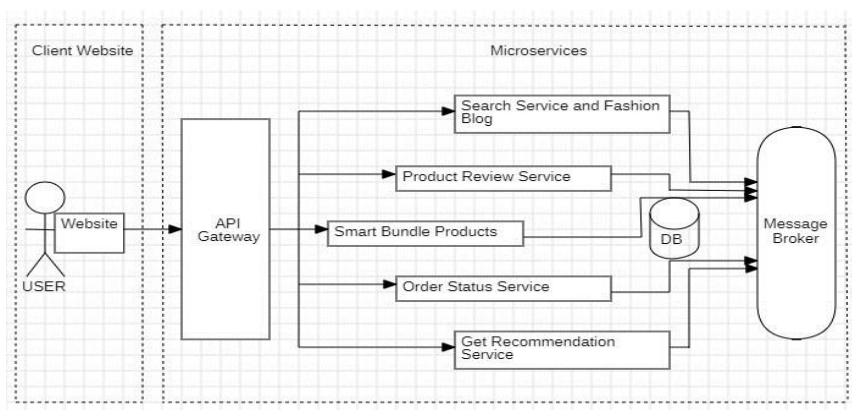 Client Website
Microservices
Search Service and Fashion
Blog
Product Review Service
Website
API
Gateway
Smart Bundle Products
DB
Message
Broker
USER
Order Status Service
Get Recommendation
Service